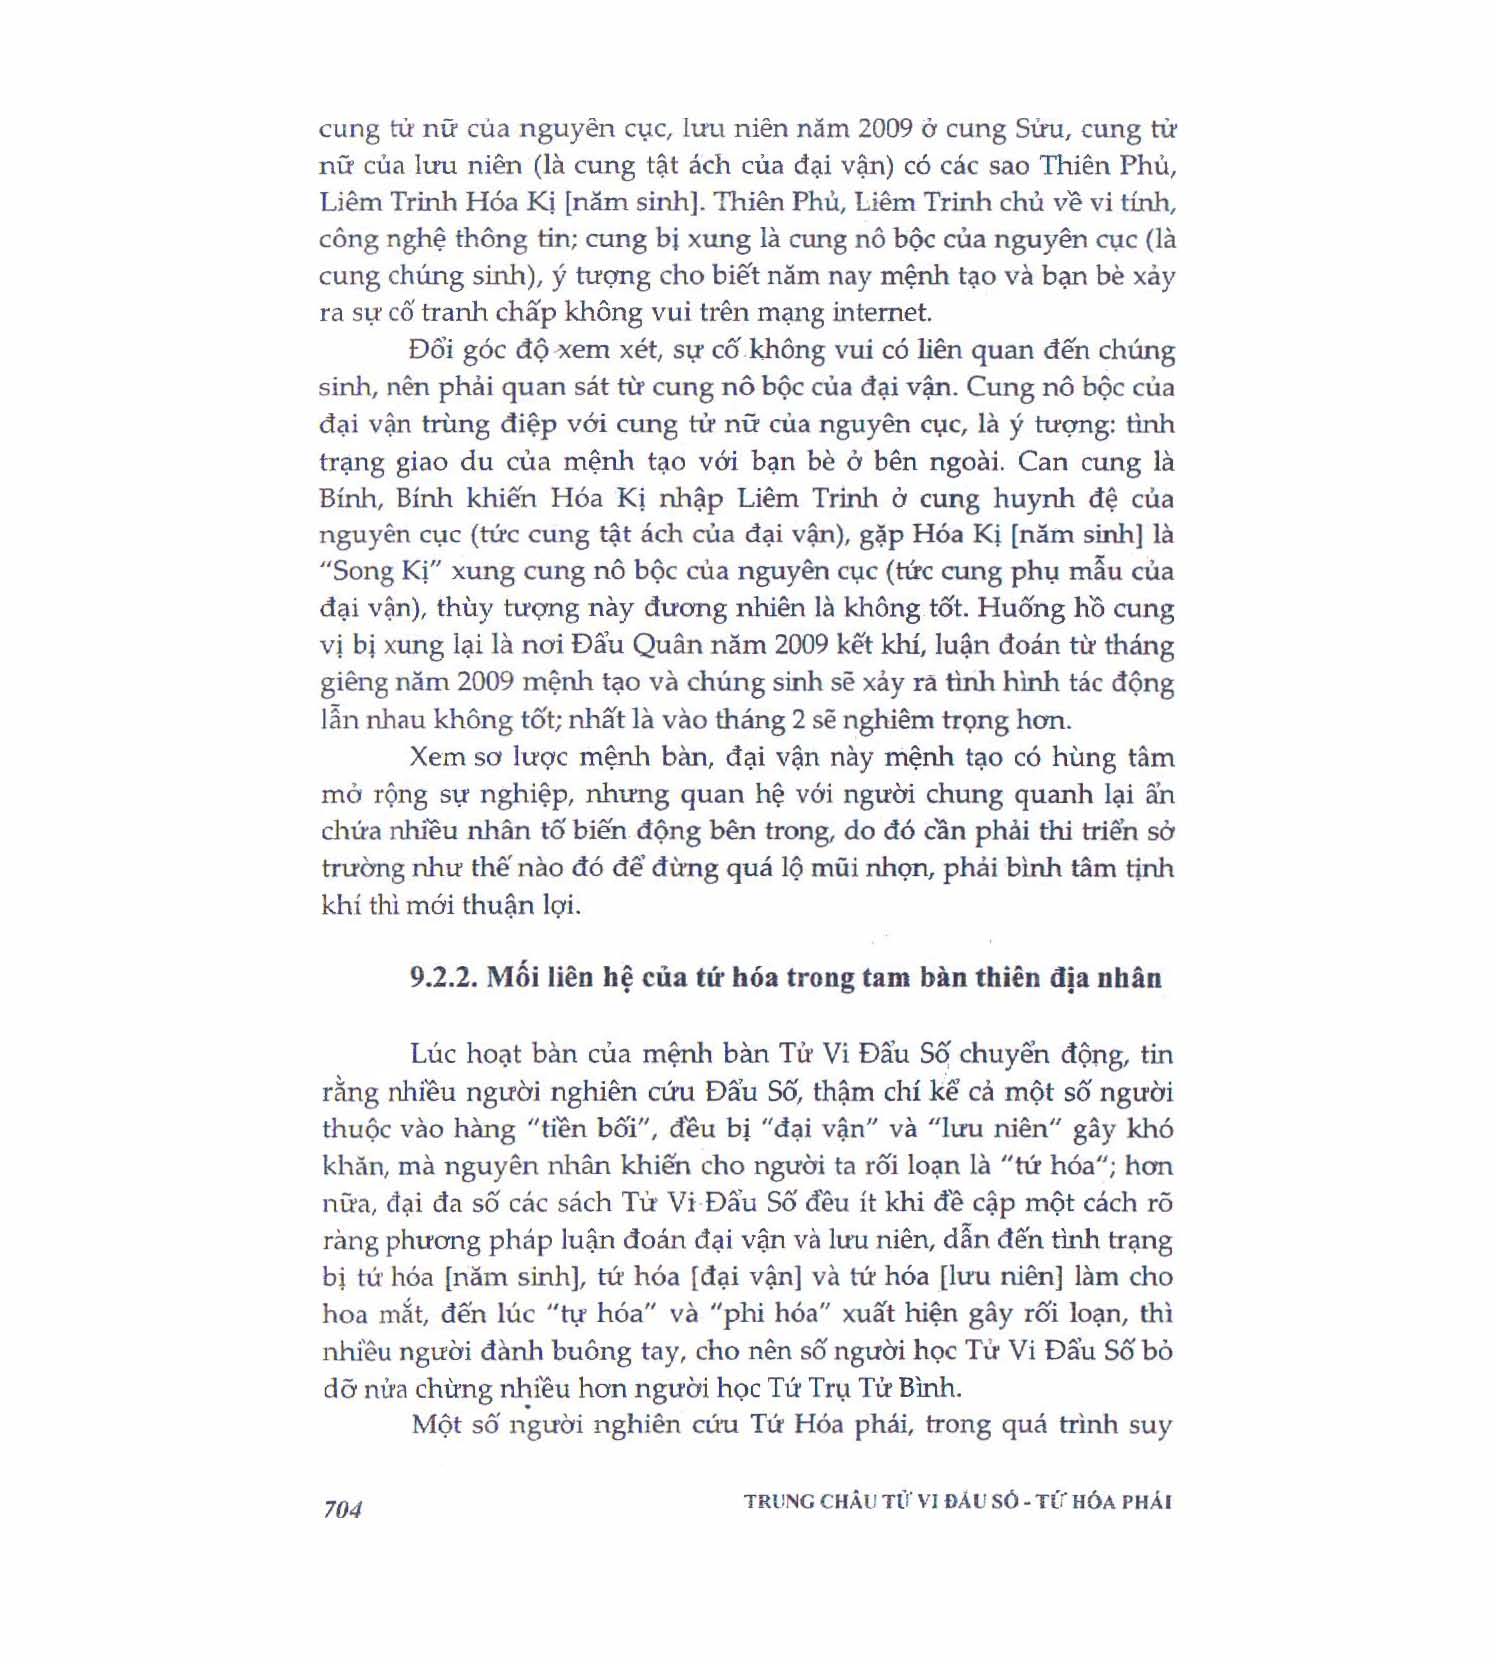 cung tử nữ của nguyên cục, lưu niên năm 2009 ở cung Sửu, cung tử
nữ của lưu niên (là cung tật ách của đại vận) có các sao Thiên Phủ,
Liêm Trinh Hóa Kị [năm sinh]. Thiên Phủ, Liêm Trinh chủ về vi tính,
công nghệ thông tin; cung bị xung là cung nô bộc của nguyên cục (là
cung chúng sinh), ý tượng cho biết năm nay mệnh tạo và bạn bè xảy
ra sự cố tranh chấp không vui trên mạng internet.
Đổi góc độ xem xét, sự cố không vui có liên quan đến chúng
sinh, nên phải quan sát từ cung nô bộc của đại vận. Cung nô bộc của
đại vận trùng điệp với cung tử nữ của nguyên cục, là ý tượng: tình
trạng giao du của mệnh tạo với bạn bè ở bên ngoài. Can cung là
Bính, Bính khiến Hóa Kị nhập Liêm Trinh ở cung huynh đệ của
nguyên cục (tức cung tật ách của đại vận), gặp Hóa Kị [năm sinh] là
"Song Kị" xung cung nô bộc của nguyên cục (tức cung phụ mẫu của
đại vận), thùy tượng này đương nhiên là không tốt. Huống hồ cung
vị bị xung lại là nơi Đẩu Quân năm 2009 kết khí, luận đoán từ tháng
giêng năm 2009 mệnh tạo và chúng sinh sẽ xảy ra tình hình tác động
lẫn nhau không tốt; nhất là vào tháng 2 sẽ nghiêm trọng hơn.
Xem sơ lược mệnh bàn, đại vận này mệnh tạo có hùng tâm
mở rộng sự nghiệp, nhưng quan hệ với người chung quanh lại ẩn
chứa nhiều nhân tố biến động bên trong, do đó cần phải thi triển sở
trường như thế nào đó để đừng quá lộ mũi nhọn, phải bình tâm tịnh
khí thì mới thuận lợi.
9.2.2. Mối liên hệ của tứ hóa trong tam bàn thiên địa nhân
Lúc hoạt bàn của mệnh bàn Tử Vi Đẩu Số chuyển động, tin
rằng nhiều người nghiên cứu Đẩu Số, thậm chí kể cả một số người
thuộc vào hàng "tiền bối", đều bị "đại vận" và "lưu niên" gây khó
khăn, mà nguyên nhân khiến cho người ta rối loạn là "tứ hóa"; hơn
nữa, đại đa số các sách Tử Vi Đẩu Số đều ít khi đề cập một cách rõ
ràng phương pháp luận đoán đại vận và lưu niên, dẫn đến tình trạng
bị tứ hóa [năm sinh], tứ hóa [đại vận] và tứ hóa [lưu niên] làm cho
hoa mắt, đến lúc "tự hóa" và "phi hóa" xuất hiện gây rối loạn, thì
nhiều người đành buông tay, cho nên số người học Tử Vi Đẩu Số bỏ
dỡ nửa chừng nhiều hơn người học Tứ Trụ Tử Bình.
Một số người nghiên cứu Tứ Hóa phái, trong quá trình suy
704
TRUNG CHÂU TỬ VI ĐẨU SỐ - TỨ HÓA PHÁI